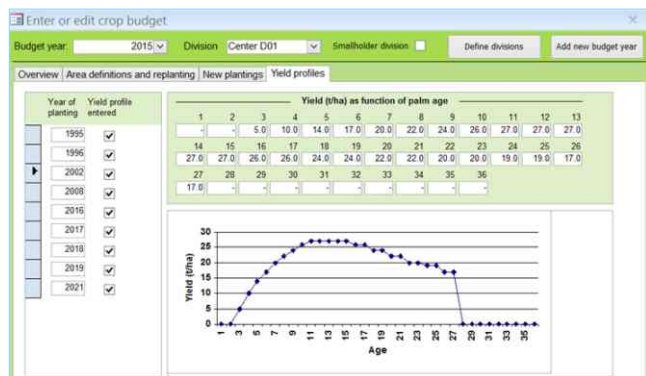 Enter or edit crop budget
Budget year: 2015 Division Center D01 Smallholder division Define divisions Add new budget year
Overview Area definitions and replanting New plantings Yield profiles
Year of planting Yield profile entered
1995
1996
2002
2008
2016
2017
2018
2019
2021
Yield (t/ha) as function of palm age
1 2 3 4 5 6 7 8 9 10 11 12 13
- - 5.0 10.0 14.0 17.0 20.0 22.0 24.0 26.0 27.0 27.0 27.0
14 15 16 17 18 19 20 21 22 23 24 25 26
27.0 27.0 26.0 26.0 24.0 24.0 22.0 22.0 20.0 20.0 19.0 19.0 17.0
27 28 29 30 31 32 33 34 35 36
17.0 - - - - - - - - -
Yield (t/ha)
30
25
20
15
10
5
0
1 3 5 7 9 11 13 15 17 19 21 23 25 27 29 31 33 35
Age